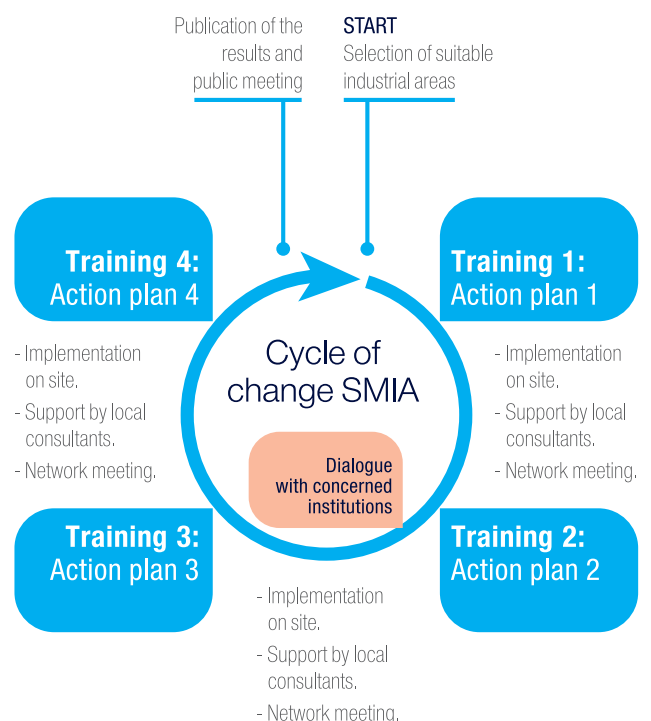 Publication of the
results and
public meeting
START
Selection of suitable
industrial areas
Training 4:
Action plan 4
Training 1:
Action plan 1
- Implementation
on site.
- Support by local
consultants.
- Network meeting.
Cycle of
change SMIA
- Implementation
on site.
- Support by local
consultants.
- Network meeting.
Dialogue
with concerned
institutions
Training 3:
Action plan 3
Training 2:
Action plan 2
- Implementation
on site.
- Support by local
consultants.
- Network meeting.